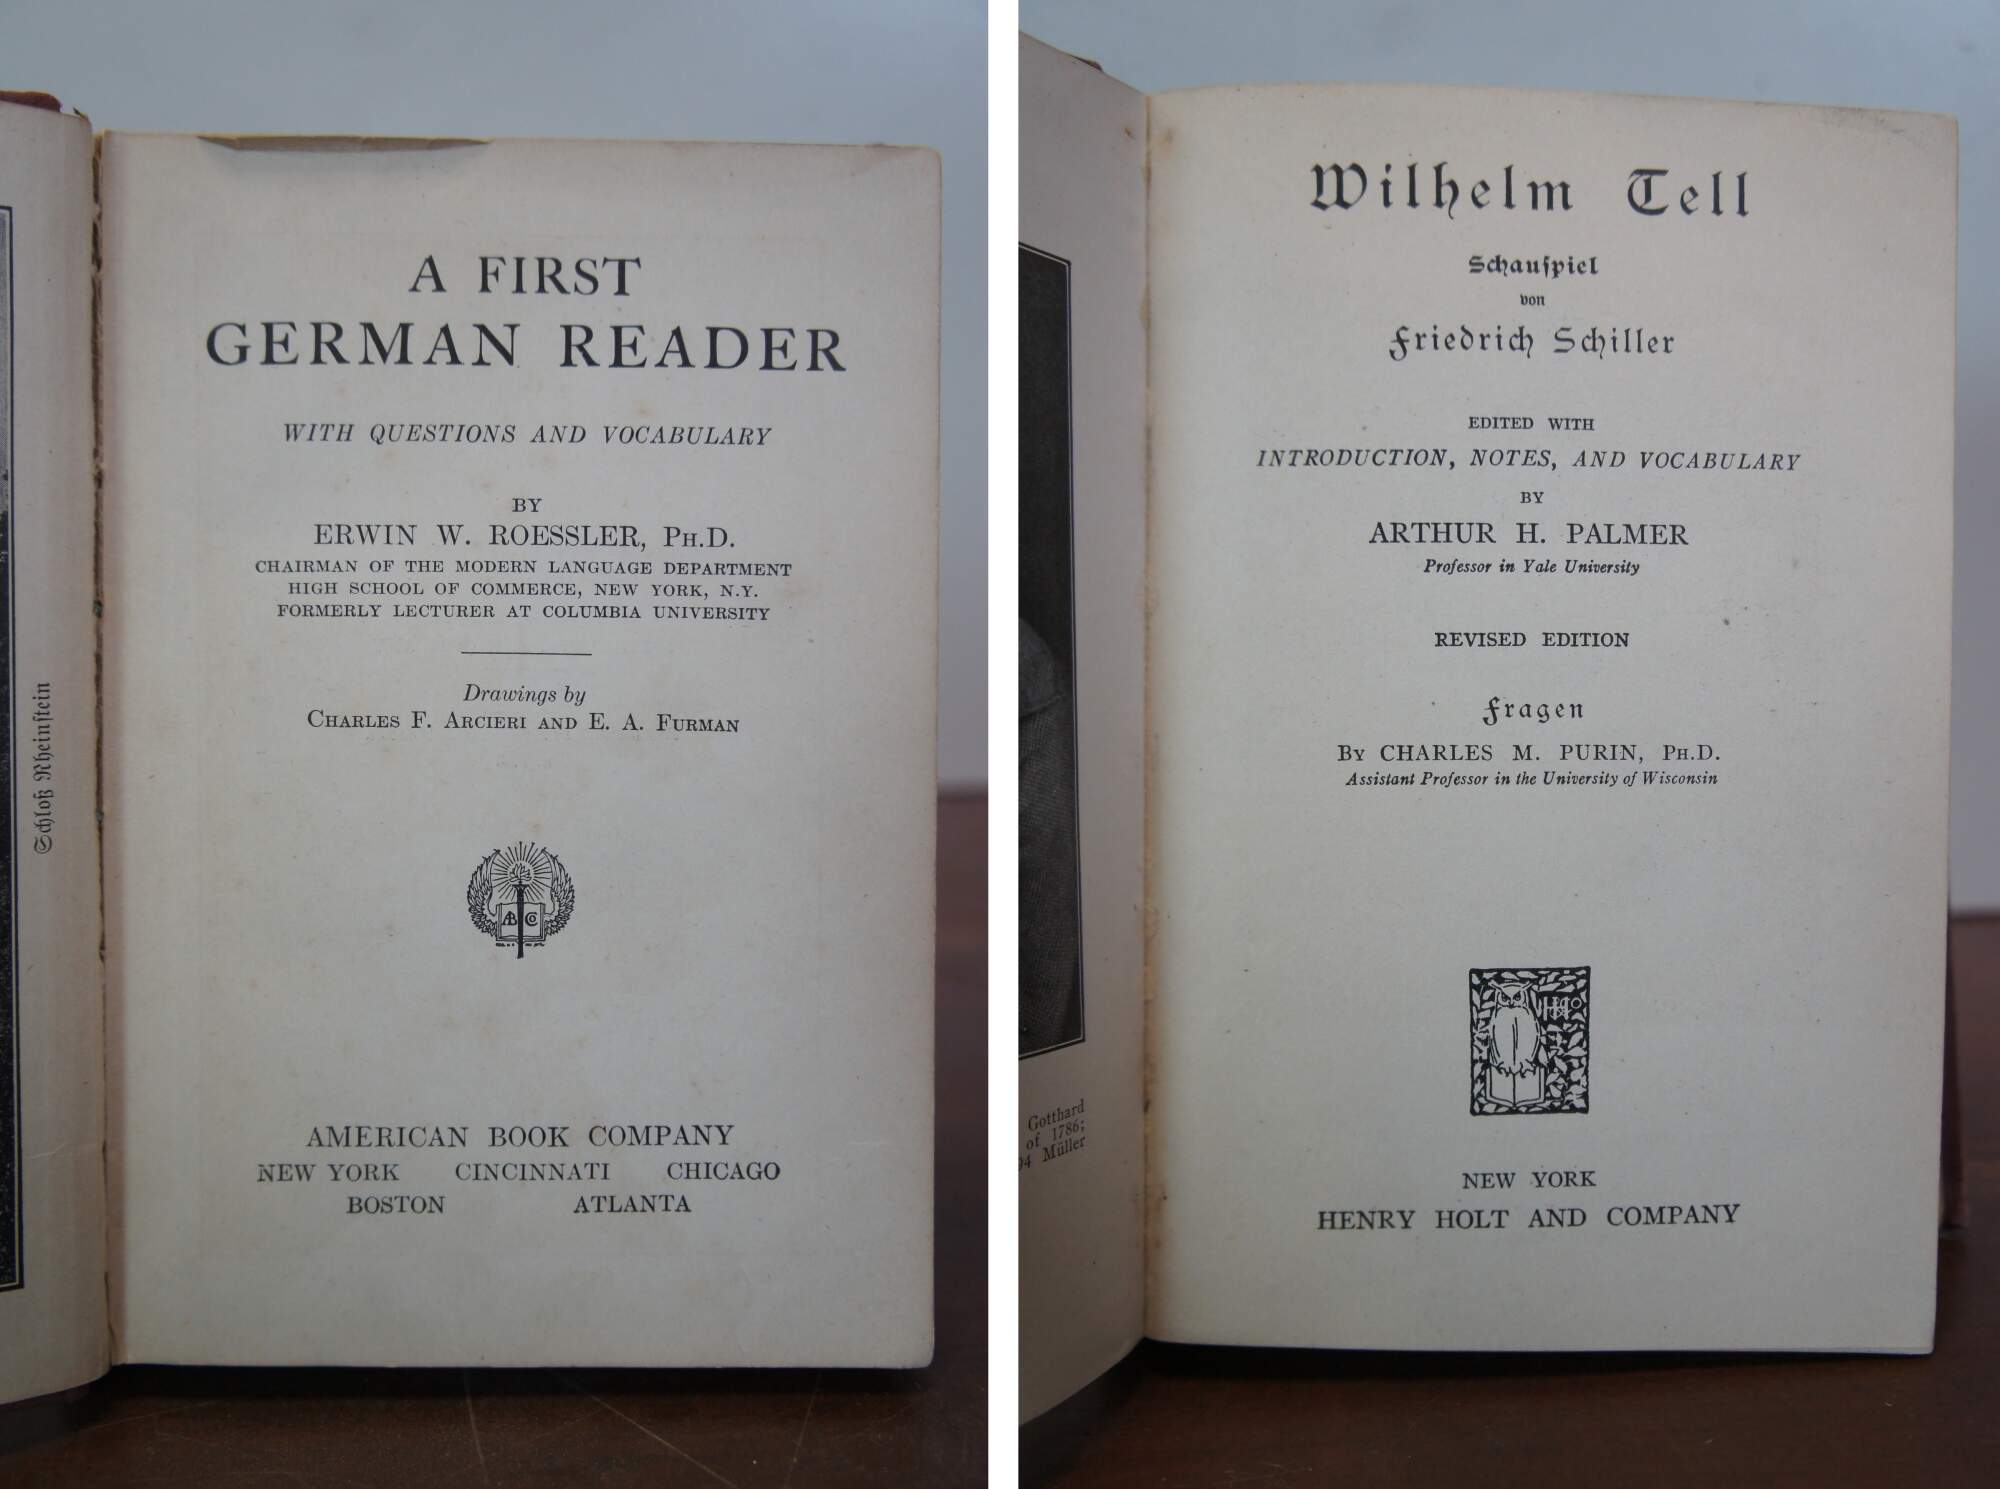 Schloß Rheinstein
A FIRST
GERMAN READER
WITH QUESTIONS AND VOCABULARY
BY
ERWIN W. ROESSLER, PH.D.
CHAIRMAN OF THE MODERN LANGUAGE DEPARTMENT
HIGH SCHOOL OF COMMERCE, NEW YORK, N.Y.
FORMERLY LECTURER AT COLUMBIA UNIVERSITY
Drawings by
CHARLES F. ARCIERI AND E. A. FURMAN
AB Co
AMERICAN BOOK COMPANY
NEW YORK CINCINNATI CHICAGO
BOSTON ATLANTA
Gotthard
of 1786;
94 Müller
Wilhelm Tell
Schauſpiel
von
Friedrich Schiller
EDITED WITH
INTRODUCTION, NOTES, AND VOCABULARY
BY
ARTHUR H. PALMER
Professor in Yale University
REVISED EDITION
Fragen
BY CHARLES M. PURIN, PH.D.
Assistant Professor in the University of Wisconsin
NEW YORK
HENRY HOLT AND COMPANY